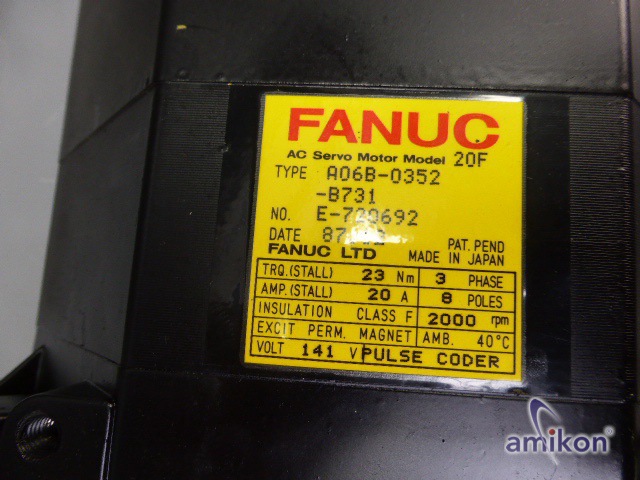 FANUC
AC Servo Motor Model 20F
TYPE A06B-0352
-B731
NO.
DATE
PAT. PEND
FANUC LTD MADE IN JAPAN
TRQ.(STALL) 23 Nm 3 PHASE
AMP.(STALL) 20 A 8 POLES
INSULATION CLASS F 2000 rpm
EXCIT PERM. MAGNET AMB. 40°C
VOLT 141 V PULSE CODER
amikon